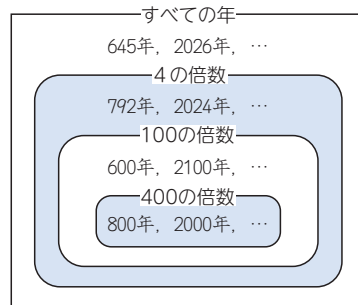 すべての年
645年，2026年，…
4の倍数
792年，2024年，…
100の倍数
600年，2100年，…
400の倍数
800年，2000年，…